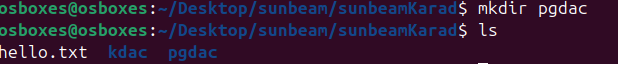 osboxes@osboxes:~/Desktop/sunbeam/sunbeamKarad$ mkdir pgdac
osboxes@osboxes:~/Desktop/sunbeam/sunbeamKarad$ ls
hello.txt  kdac  pgdac